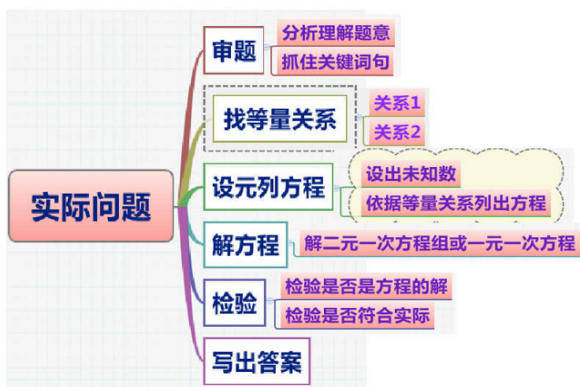 实际问题
审题
分析理解题意
抓住关键词句
找等量关系
关系1
关系2
设元列方程
设出未知数
依据等量关系列出方程
解方程
解二元一次方程组或一元一次方程
检验
检验是否是方程的解
检验是否符合实际
写出答案